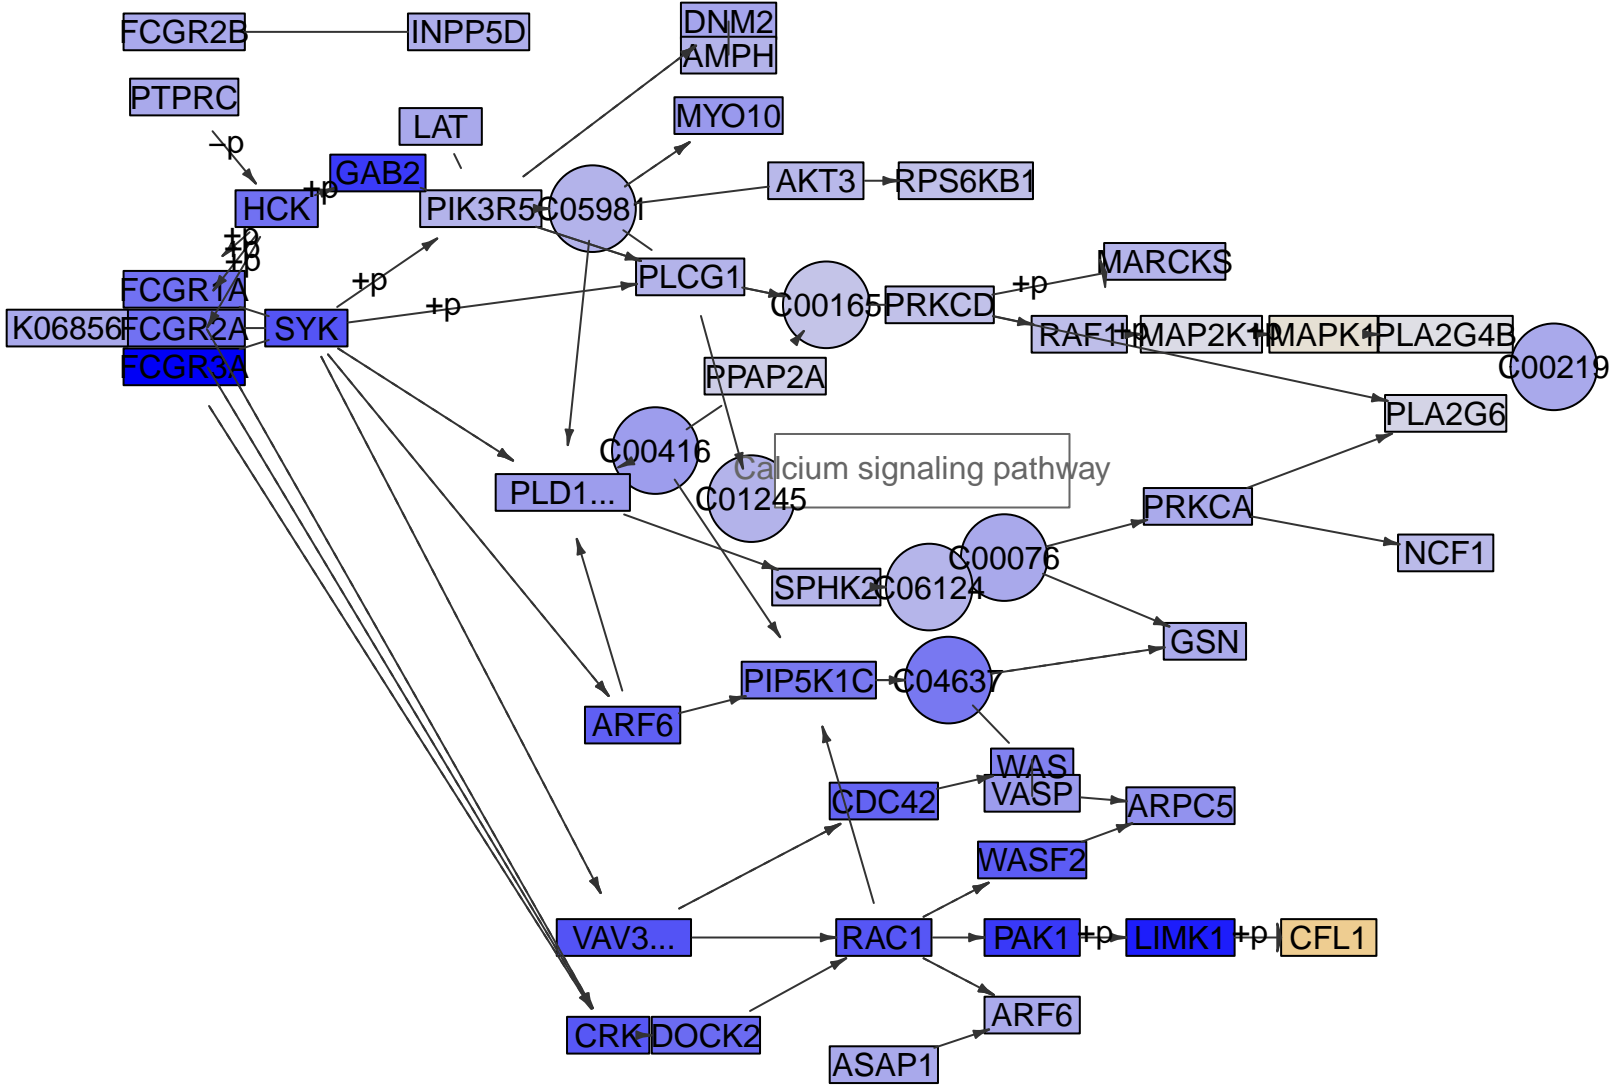 FCGR2B
INPP5D
DNM2
AMPH
PTPRC
LAT
MYO10
–p
GAB2
+p
HCK
PIK3R5
C05981
AKT3
RPS6KB1
+p
+p
+p
FCGR1A
+p
PLCG1
C00165
PRKCD
+p
MARCKS
K06856
FCGR2A
SYK
+p
RAF1
+p
MAP2K1
+p
MAPK1
PLA2G4B
C00219
FCGR3A
PPAP2A
PLA2G6
C00416
Calcium signaling pathway
PLD1...
C01245
PRKCA
C00076
NCF1
SPHK2
C06124
GSN
PIP5K1C
C04637
ARF6
WAS
VASP
CDC42
ARPC5
WASF2
VAV3...
RAC1
PAK1
+p
LIMK1
+p
CFL1
ARF6
CRK
DOCK2
ASAP1